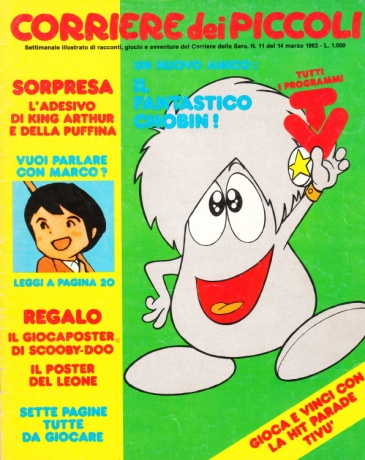 CORRIERE dei PICCOLI
Settimanale illustrato di racconti, giochi e avventure del Corriere della Sera. N. 11 del 14 marzo 1982 - L. 1.000
SORPRESA
L'ADESIVO
DI KING ARTHUR
E DELLA PUFFINA
VUOI PARLARE
CON MARCO?
LEGGI A PAGINA 20
REGALO
IL GIOCAPOSTER
DI SCOOBY-DOO
IL POSTER
DEL LEONE
SETTE PAGINE
TUTTE
DA GIOCARE
UN NUOVO AMICO:
IL
FANTASTICO
CHOBIN!
TUTTI
I PROGRAMMI
TV
GIOCA E VINCI CON
LA HIT PARADE
TIVU'